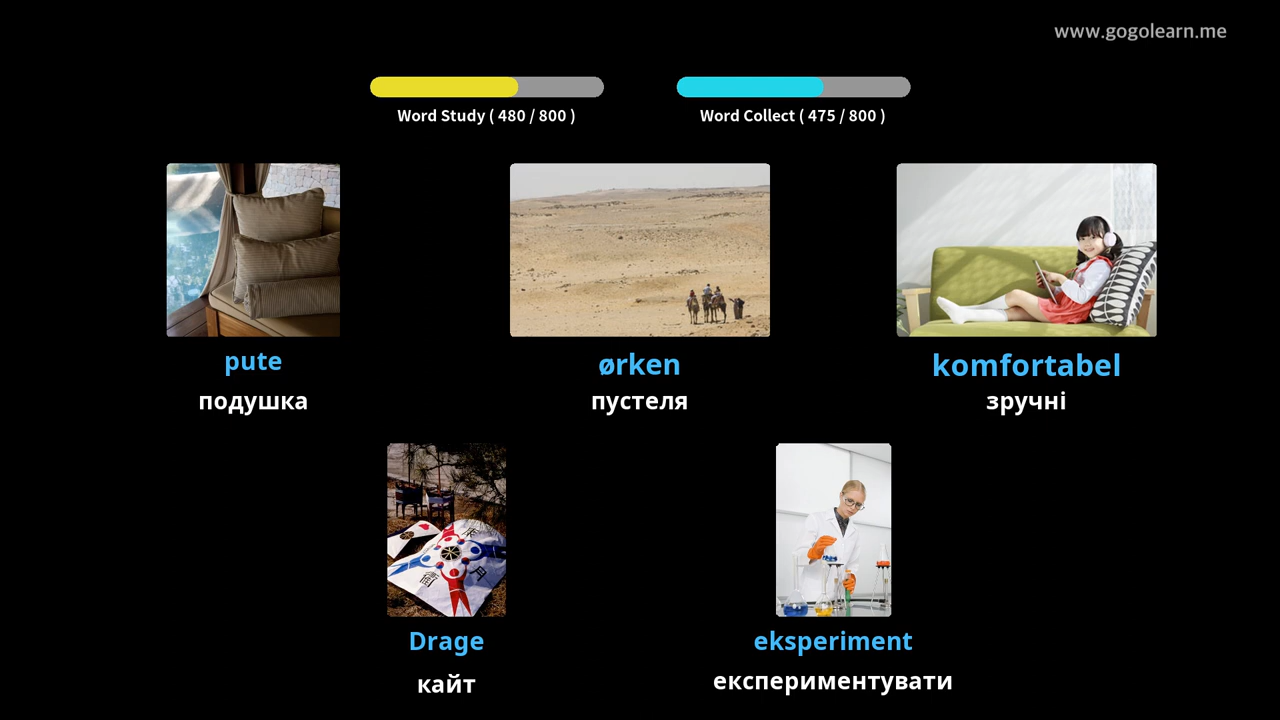 www.gogolearn.me
Word Study ( 480 / 800 )
Word Collect ( 475 / 800 )
pute
подушка
ørken
пустеля
komfortabel
зручні
Drage
кайт
eksperiment
експериментувати